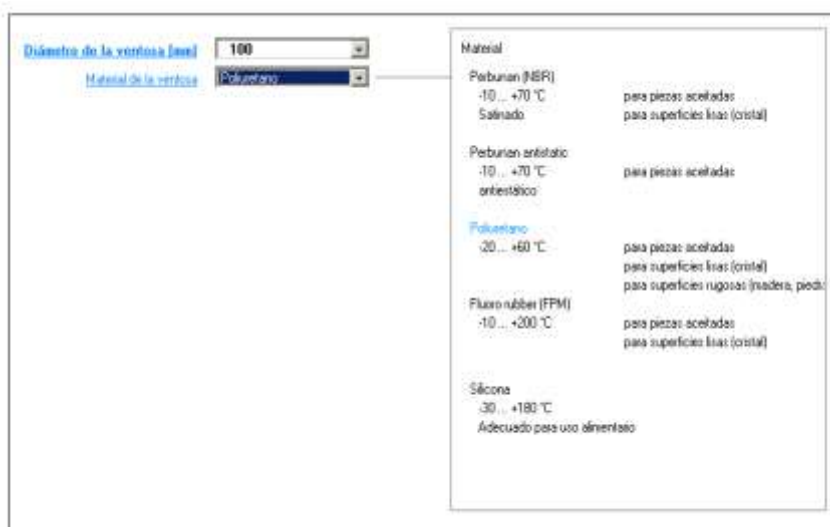 Diámetro de la ventosa [mm] 100
Material de la ventosa Poliuretano
Material
Perbunan (NBR)
-10 ... +70 °C para piezas aceitadas
Satinado para superficies lisas (cristal)
Perbunan antistatic
-10 ... +70 °C para piezas aceitadas
antiestático
Poliuretano
-20 ... +60 °C para piezas aceitadas
para superficies lisas (cristal)
para superficies rugosas (madera, piedr
Fluoro rubber (FPM)
-10 ... +200 °C para piezas aceitadas
para superficies lisas (cristal)
Silicona
-30 ... +180 °C
Adecuado para uso alimentario